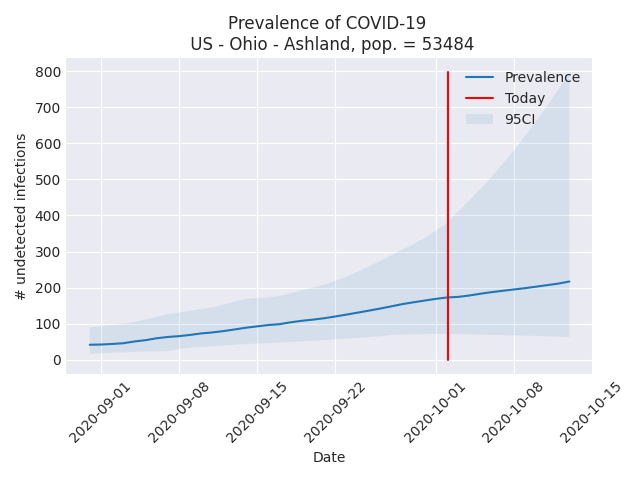 Prevalence of COVID-19
US - Ohio - Ashland, pop. = 53484
800
700
600
500
400
300
200
100
0
# undetected infections
Prevalence
Today
95CI
2020-09-01
2020-09-08
2020-09-15
2020-09-22
2020-10-01
2020-10-08
2020-10-15
Date